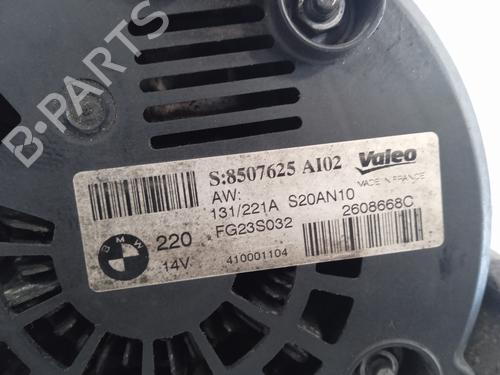 B-PARTS
S:8507625 AI02
Valeo
MADE IN FRANCE
AW:
131/221A S20AN10
BMW
220
FG23S032
2608668C
14V
410001104